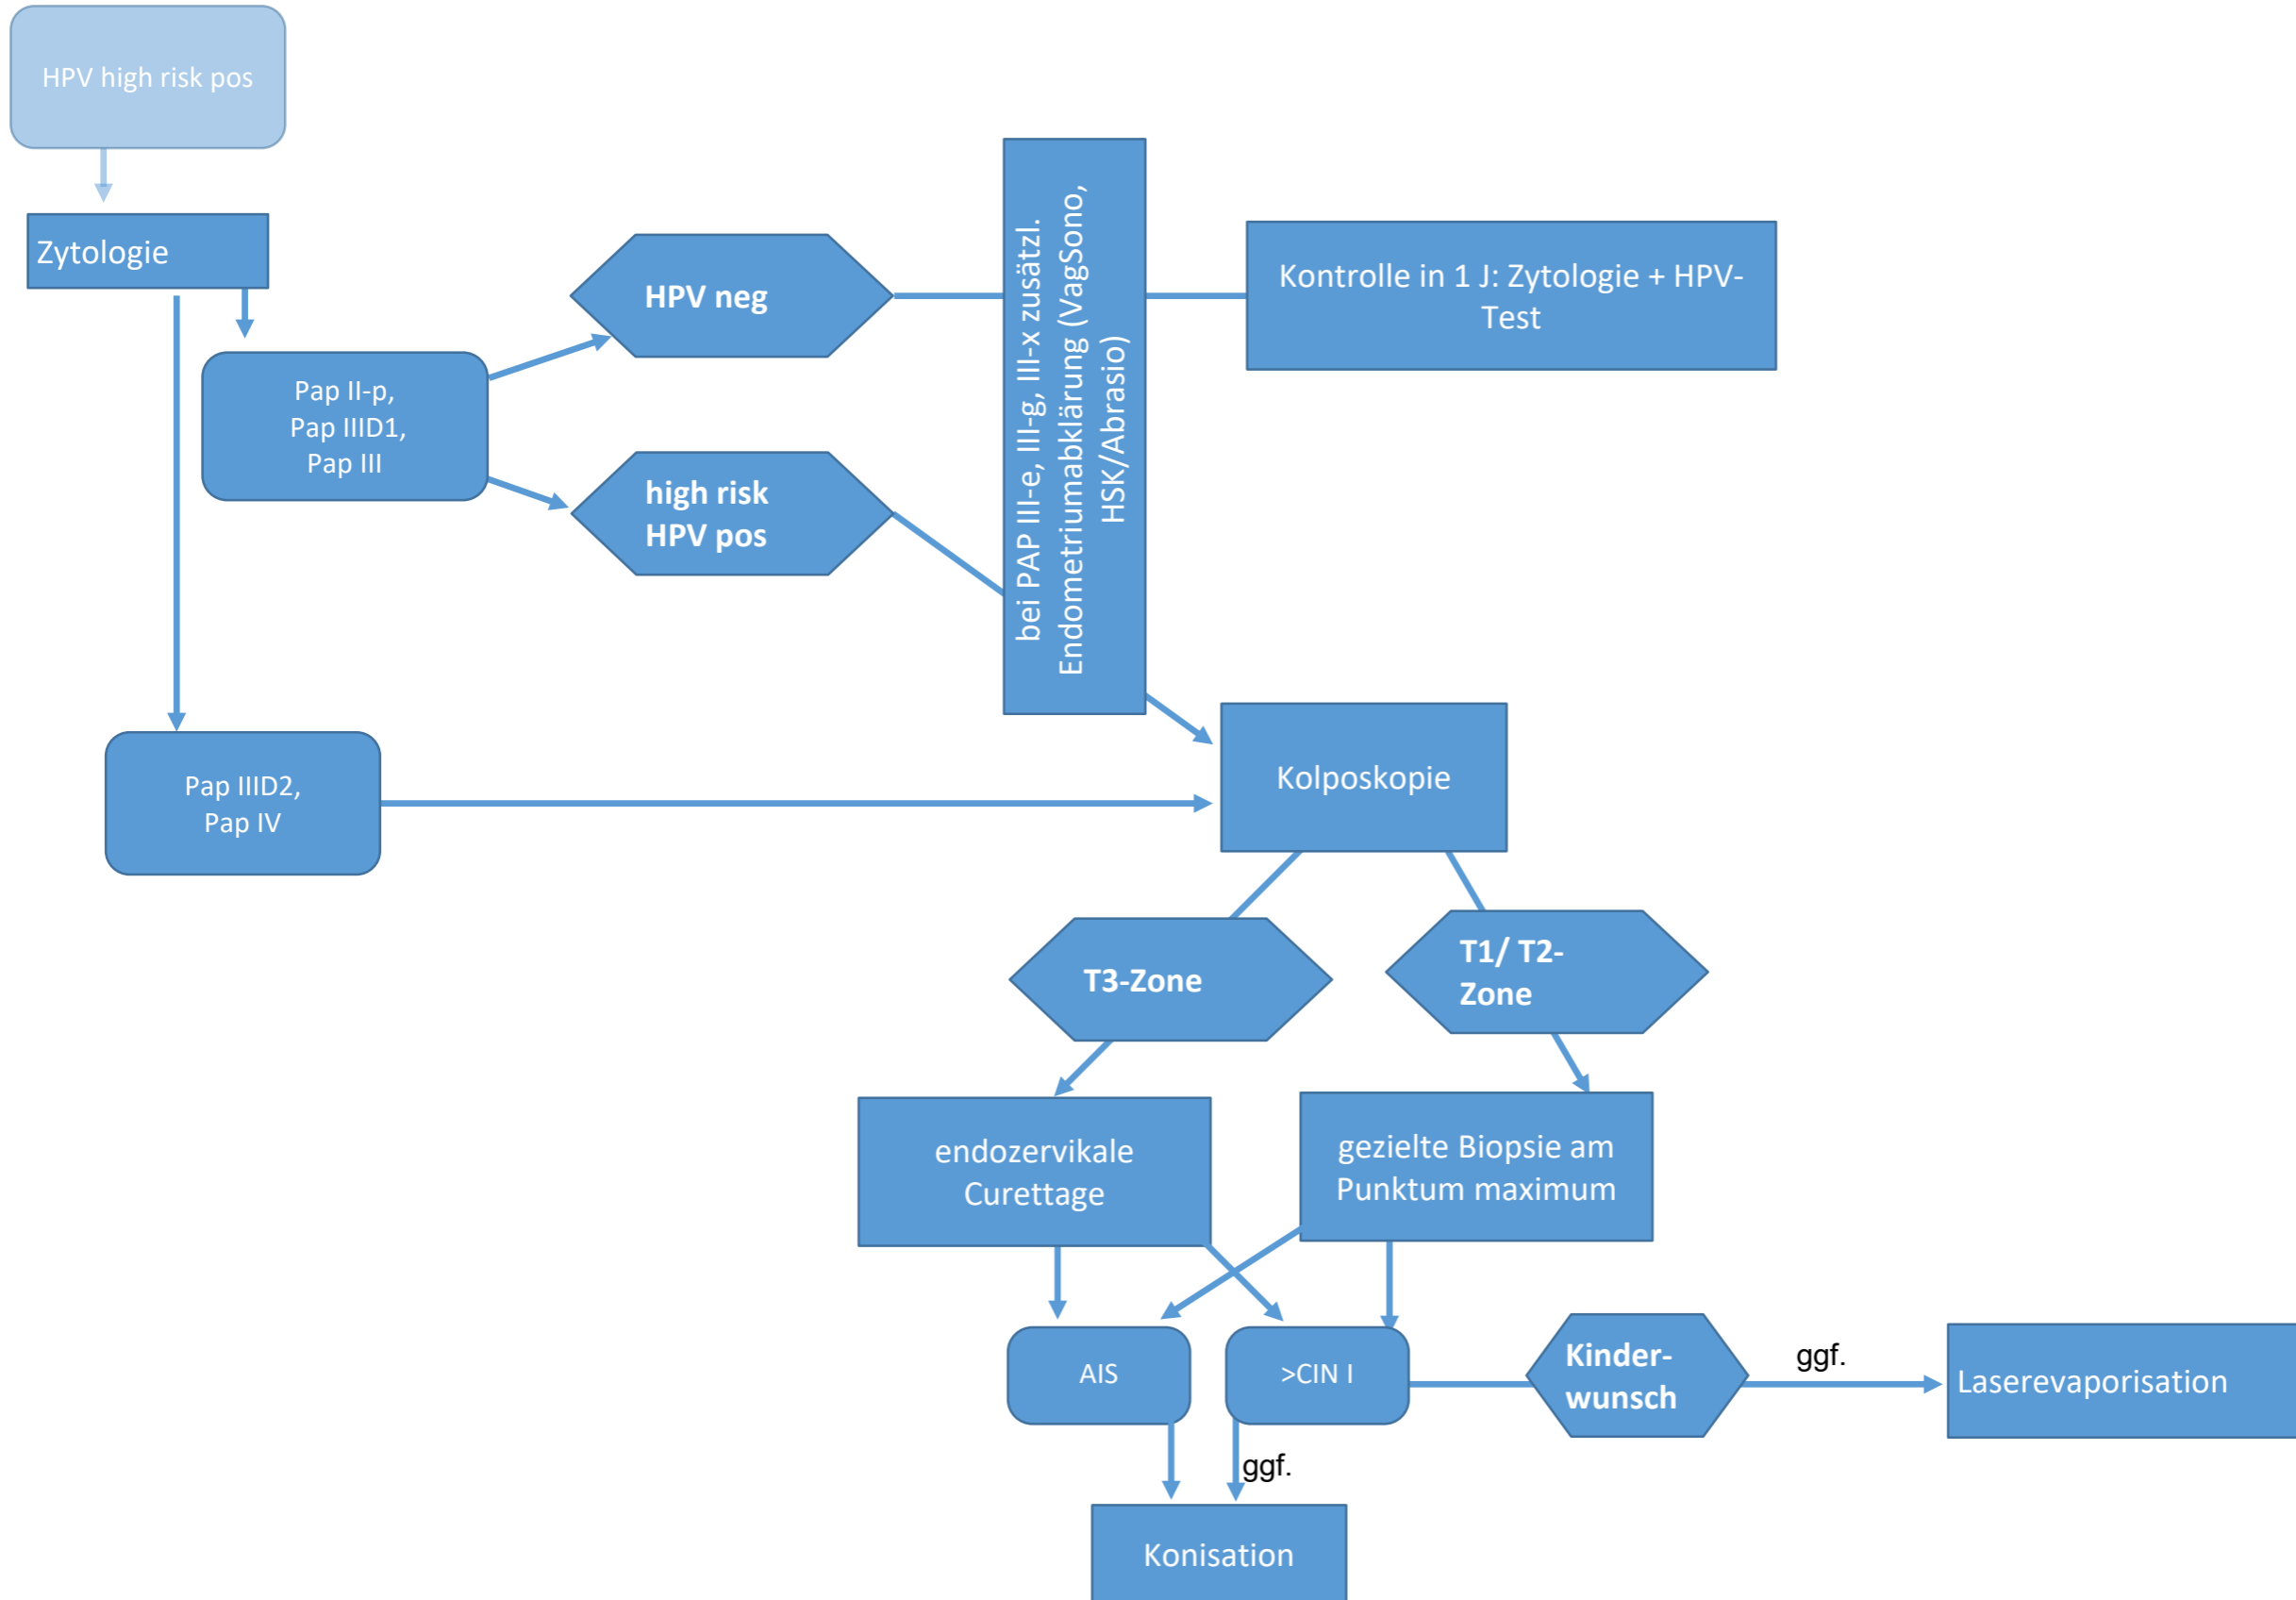 HPV high risk pos
Zytologie
Pap II-p,
Pap IIID1,
Pap III
HPV neg
high risk
HPV pos
bei PAP III-e, III-g, III-x zusätzl.
Endometriumabklärung (VagSono,
HSK/Abrasio)
Kontrolle in 1 J: Zytologie + HPV-
Test
Pap IIID2,
Pap IV
Kolposkopie
T3-Zone
T1/ T2-
Zone
endozervikale
Curettage
gezielte Biopsie am
Punktum maximum
AIS
>CIN I
Kinder-
wunsch
ggf.
Laserevaporisation
ggf.
Konisation